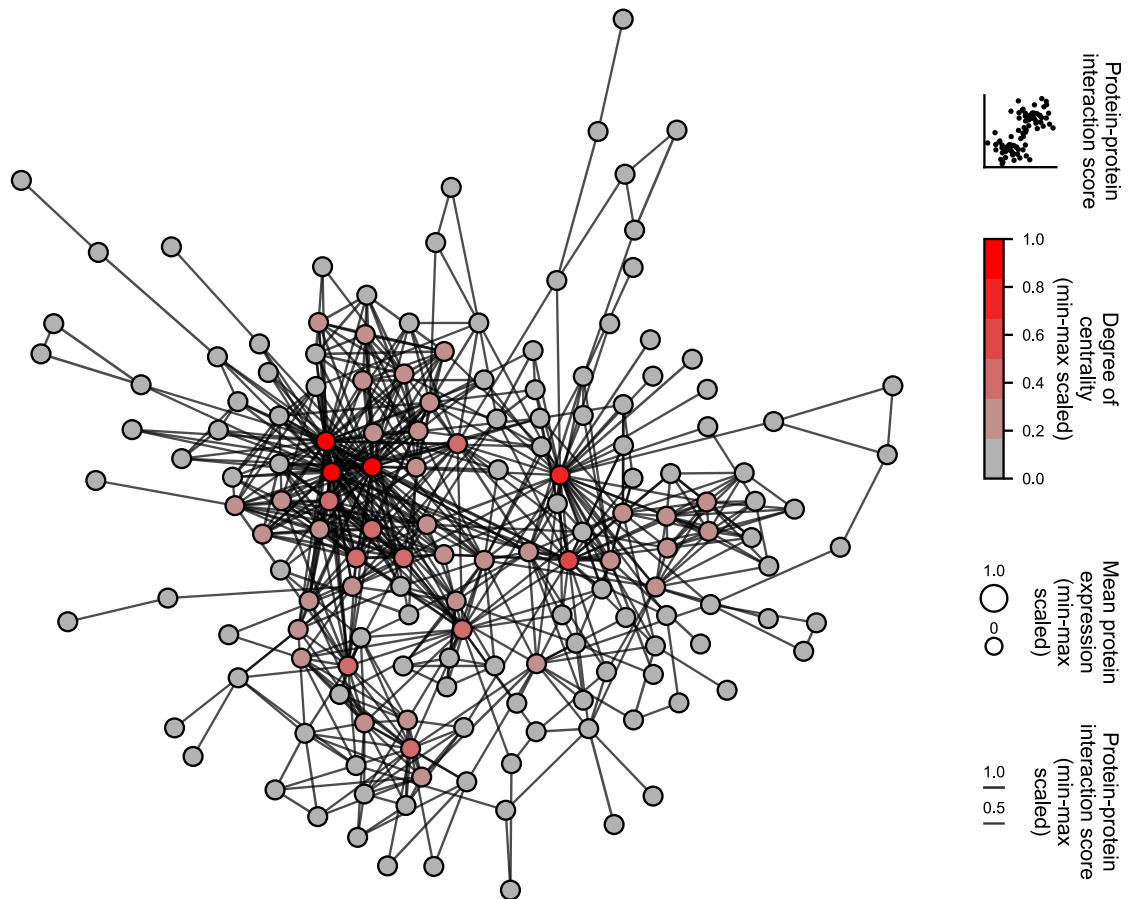 Protein-protein
interaction score
1.0
0.8
0.6
0.4
0.2
0.0
Degree of
centrality
(min-max scaled)
1.0
0
Mean protein
expression
(min-max
scaled)
1.0
0.5
Protein-protein
interaction score
(min-max
scaled)